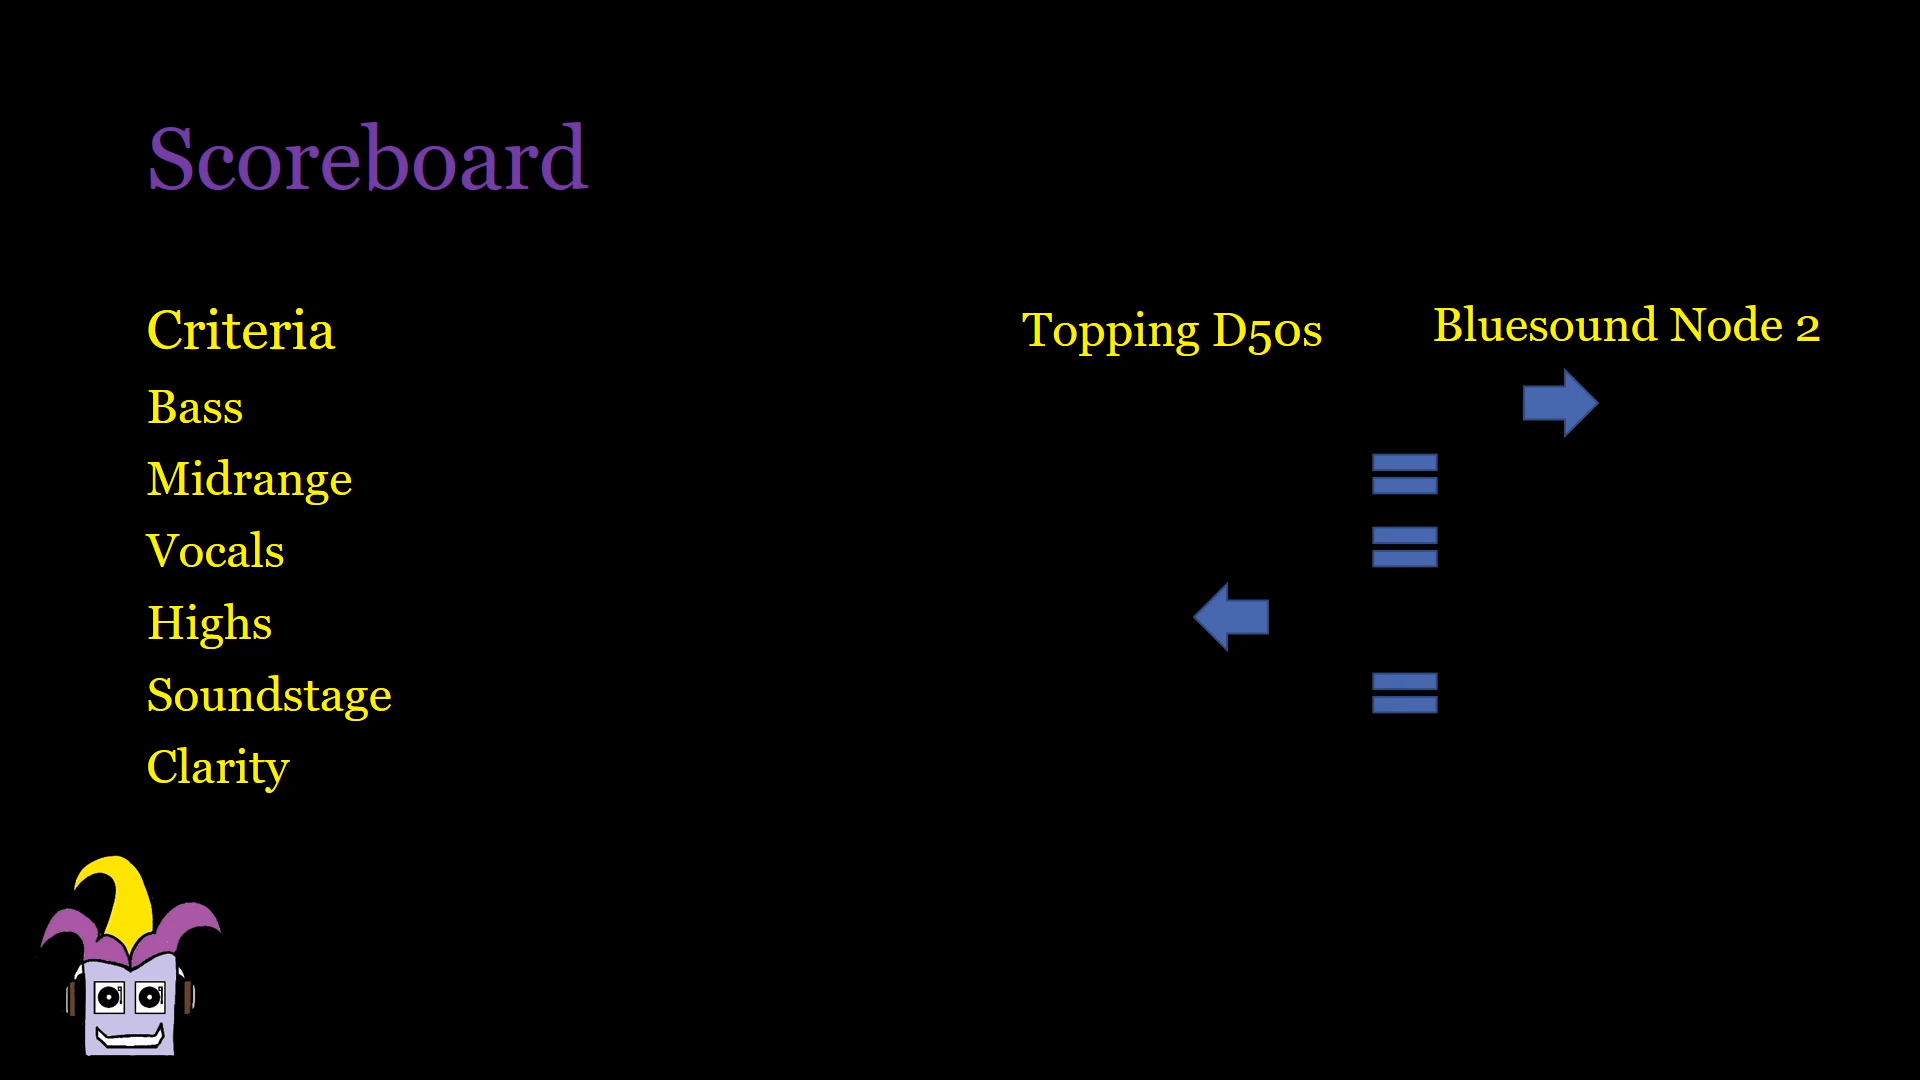 Scoreboard
Criteria Topping D50s Bluesound Node 2
Bass
Midrange
Vocals
Highs
Soundstage
Clarity